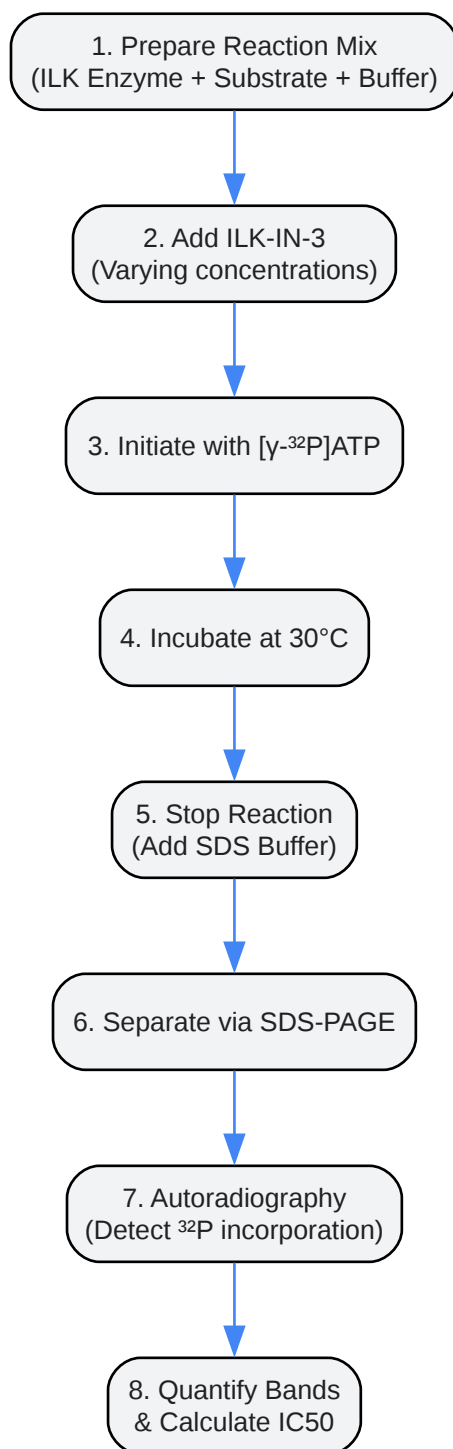 1. Prepare Reaction Mix
(ILK Enzyme + Substrate + Buffer)
2. Add ILK-IN-3
(Varying concentrations)
3. Initiate with [γ-³²P]ATP
4. Incubate at 30°C
5. Stop Reaction
(Add SDS Buffer)
6. Separate via SDS-PAGE
7. Autoradiography
(Detect ³²P incorporation)
8. Quantify Bands
& Calculate IC50